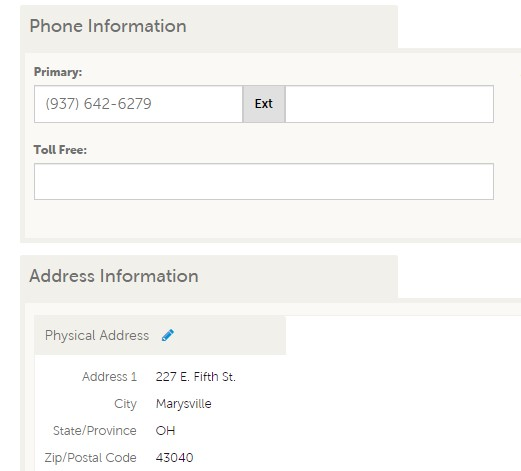 Phone Information
Primary:
(937) 642-6279 Ext
Toll Free:
Address Information
Physical Address
Address 1 227 E. Fifth St.
City Marysville
State/Province OH
Zip/Postal Code 43040